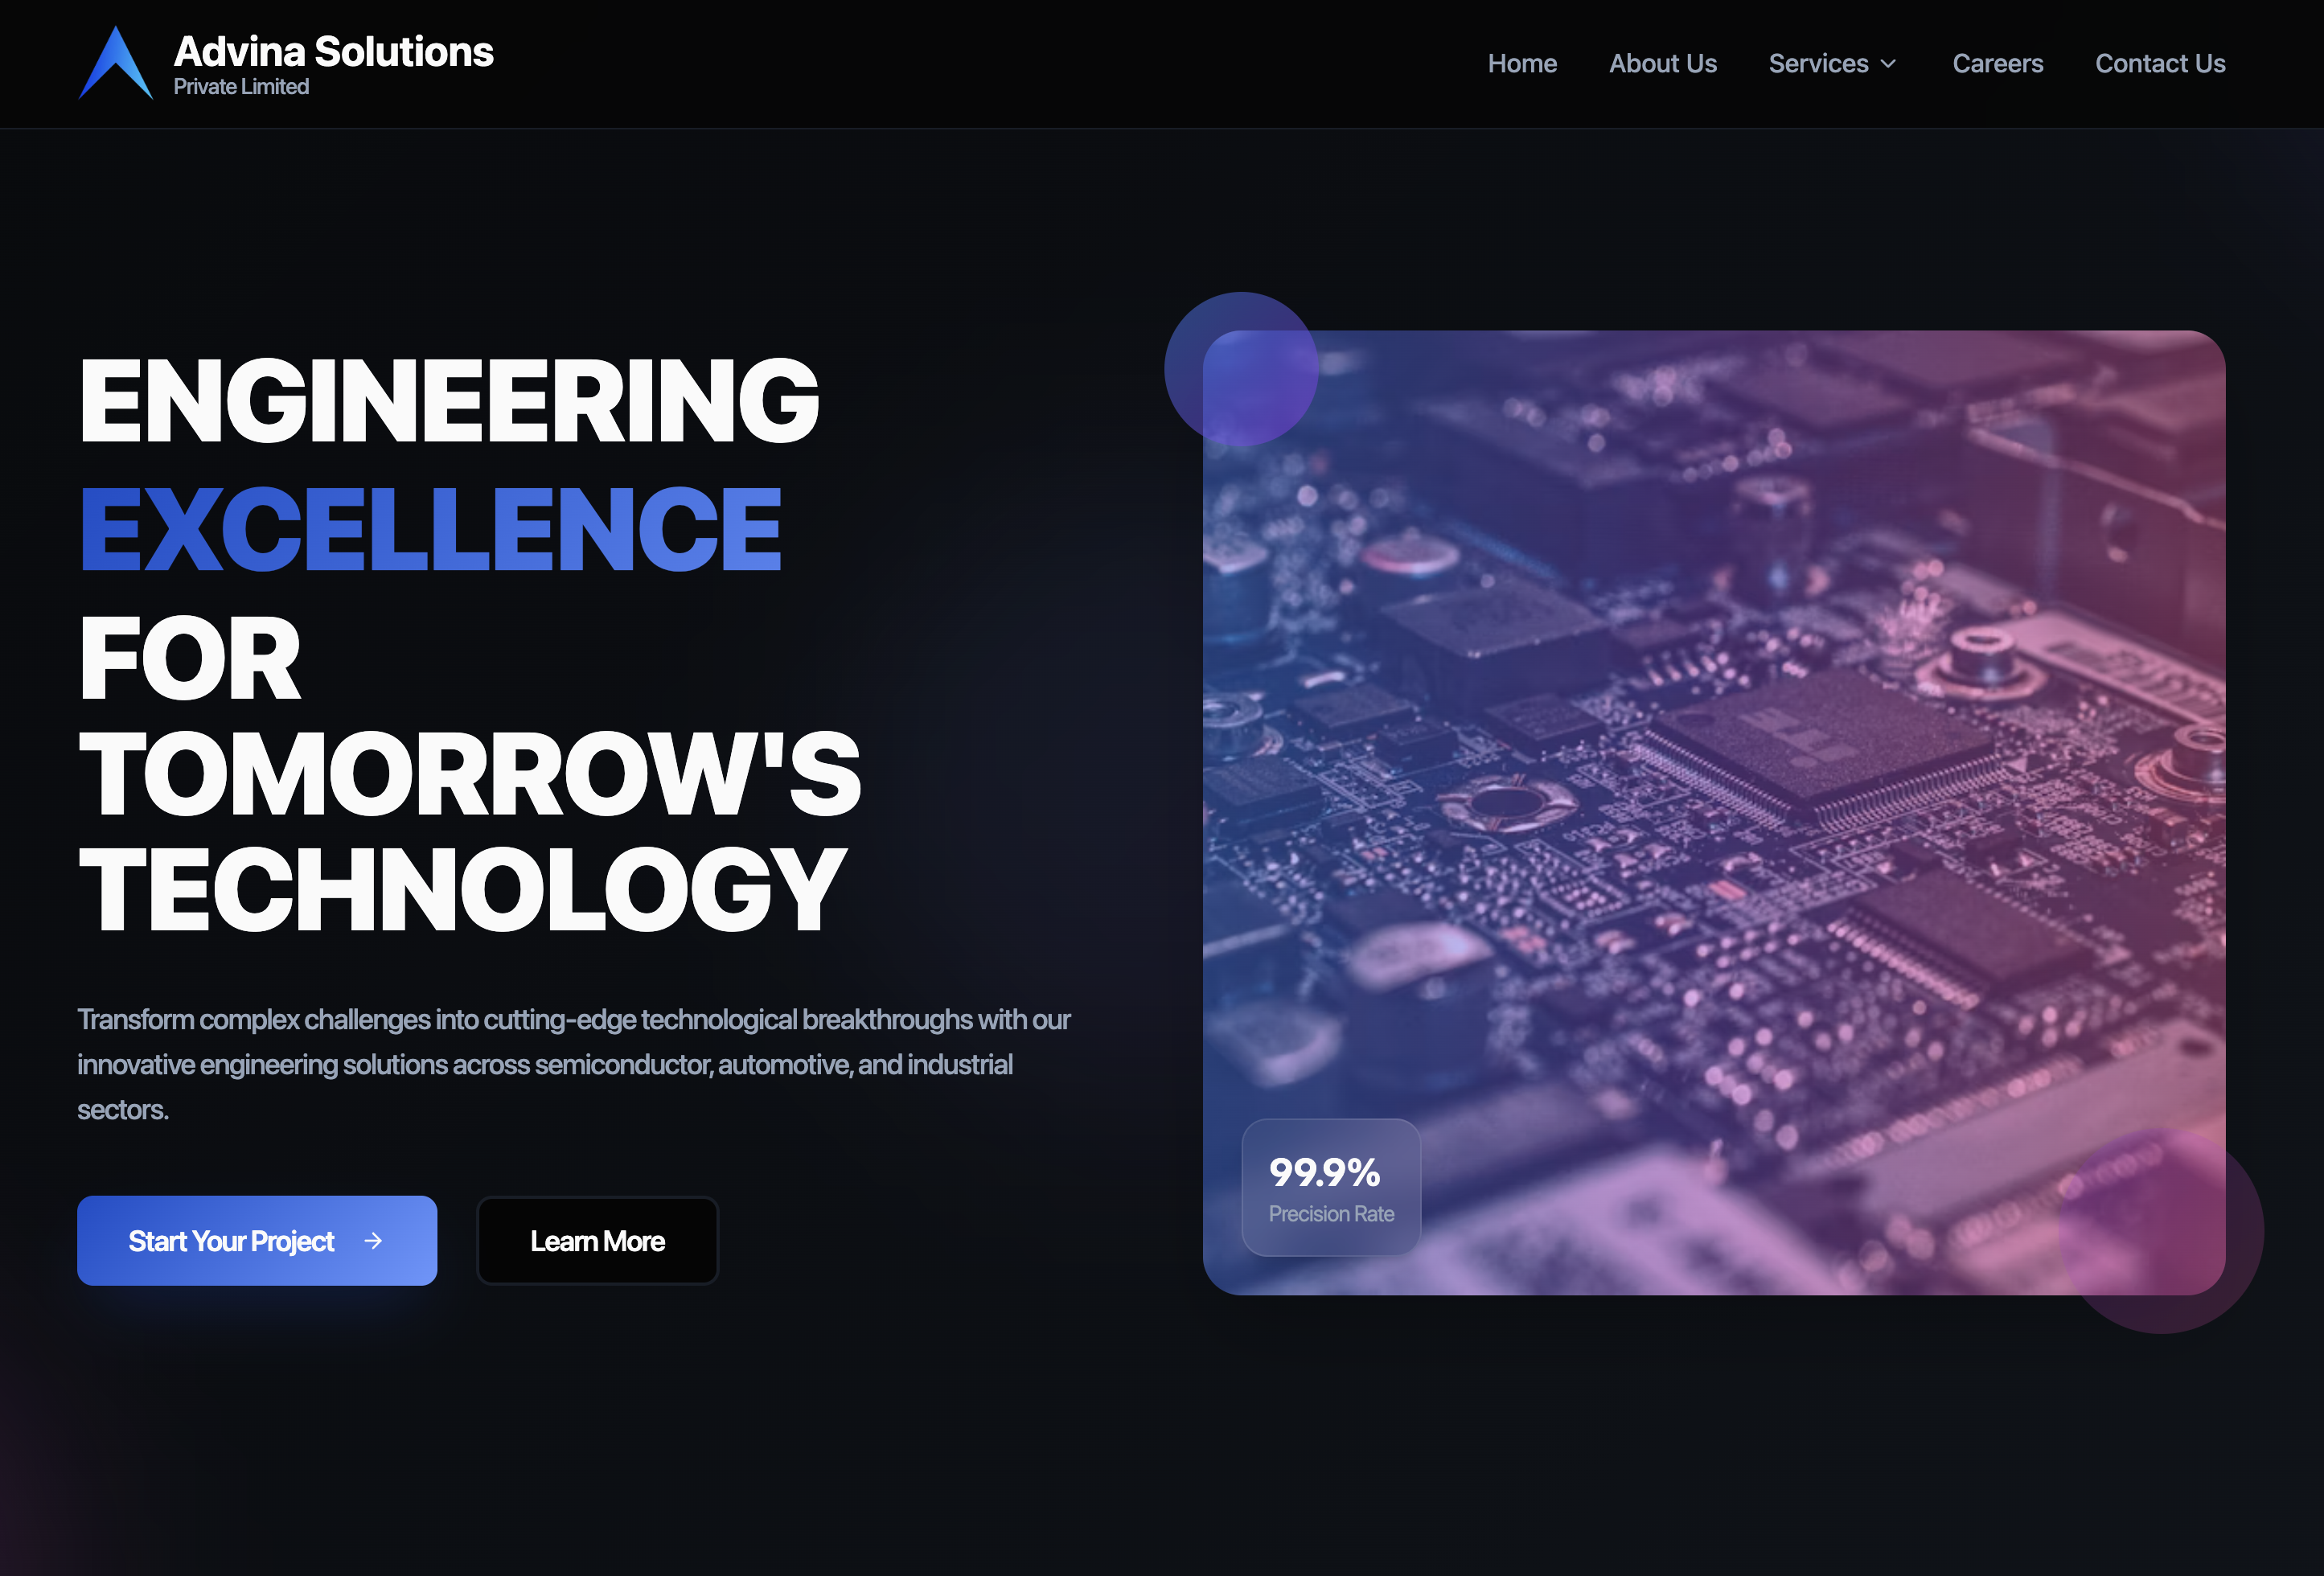 Advina Solutions
Private Limited
Home
About Us
Services
Careers
Contact Us
ENGINEERING
EXCELLENCE
FOR
TOMORROW'S
TECHNOLOGY
Transform complex challenges into cutting-edge technological breakthroughs with our
innovative engineering solutions across semiconductor, automotive, and industrial
sectors.
Start Your Project
Learn More
99.9%
Precision Rate